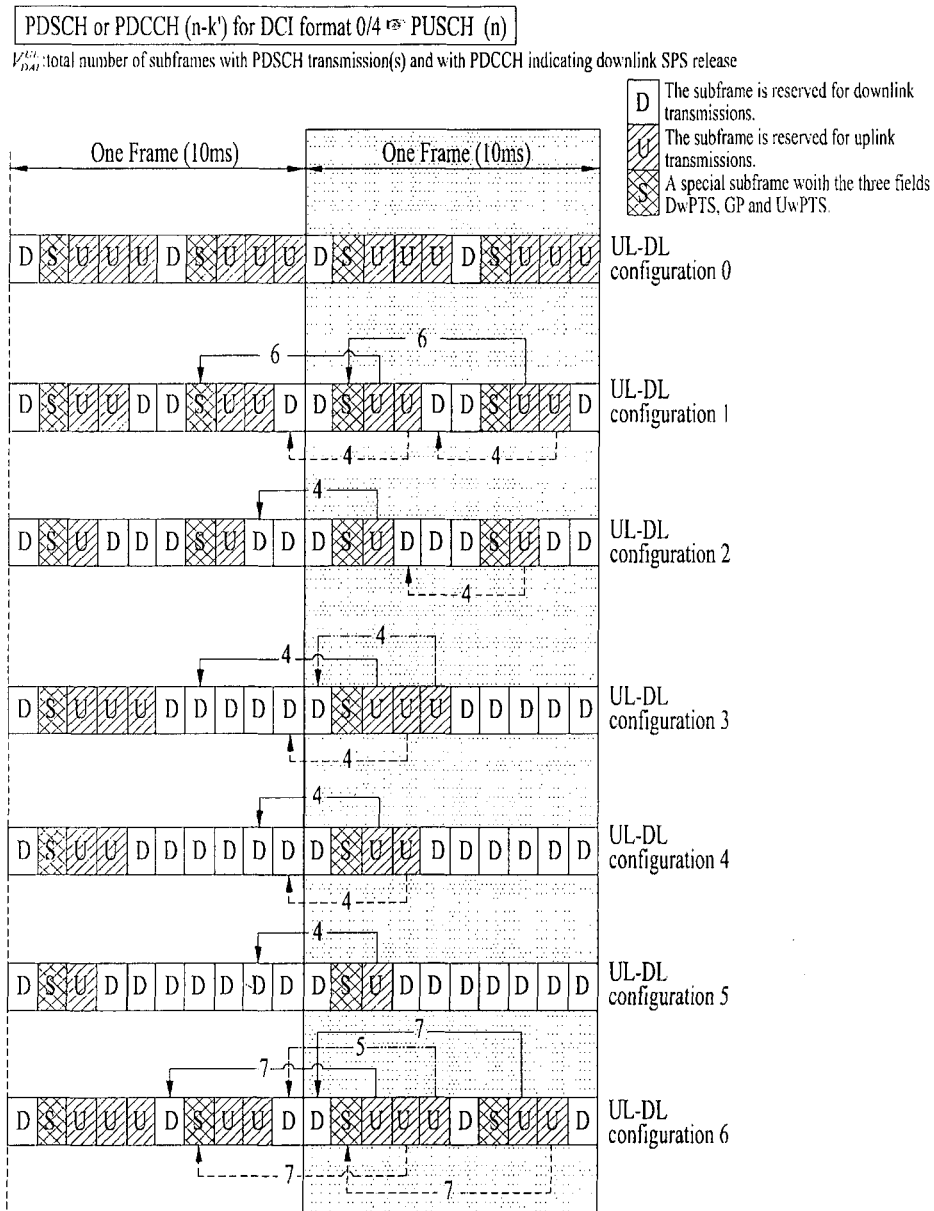 PDSCH or PDCCH (n-k') for DCI format 0/4 ☞ PUSCH (n)
V_DAI^UL :total number of subframes with PDSCH transmission(s) and with PDCCH indicating downlink SPS release
D The subframe is reserved for downlink
transmissions.
U The subframe is reserved for uplink
transmissions.
S A special subframe woith the three fields
DwPTS, GP and UwPTS.
One Frame (10ms) One Frame (10ms)
D S U U U D S U U U D S U U U D S U U U
UL-DL
configuration 0
6 6
D S U U D D S U U D D S U U D D S U U D
UL-DL
configuration 1
4 4
4
D S U D D D S U D D D S U D D D S U D D
UL-DL
configuration 2
4
4
4
D S U U U D D D D D D S U U U D D D D D
UL-DL
configuration 3
4
4
D S U U D D D D D D D S U U D D D D D D
UL-DL
configuration 4
4
4
D S U D D D D D D D D S U D D D D D D D
UL-DL
configuration 5
7
5
7
D S U U U D S U U D D S U U U D S U U D
UL-DL
configuration 6
7
7